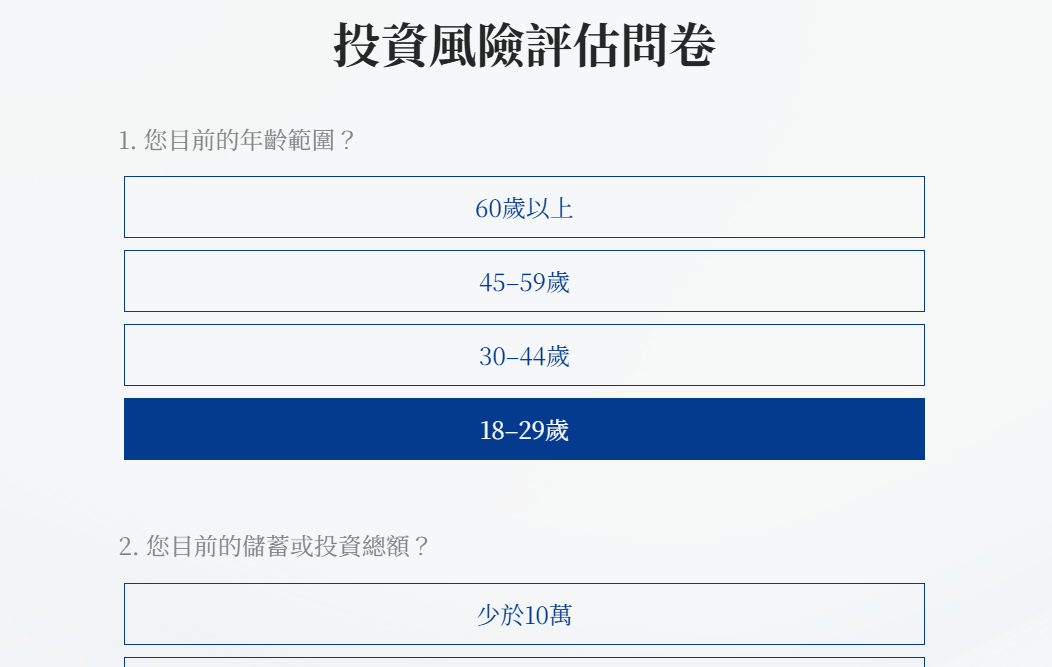 投資風險評估問卷
1. 您目前的年齡範圍？
60歲以上
45–59歲
30–44歲
18–29歲
2. 您目前的儲蓄或投資總額？
少於10萬